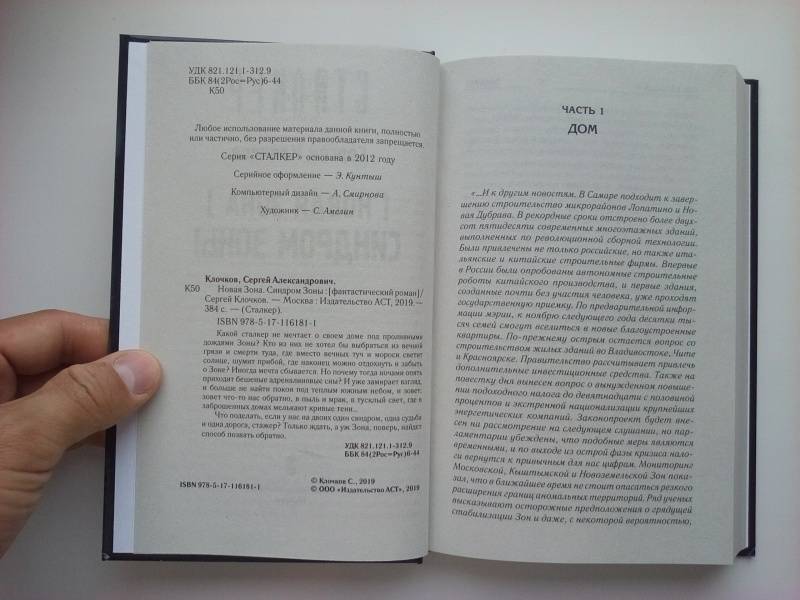 УДК 821.121.1-312.9
ББК 84(2Рос=Рус)6-44
К50
Любое использование материала данной книги, полностью
или частично, без разрешения правообладателя запрещается.
Серия «СТАЛКЕР» основана в 2012 году
Серийное оформление — Э. Кунтыш
Компьютерный дизайн — А. Смирнова
Художник — С. Амелин
Клочков, Сергей Александрович.
К50 Новая Зона. Синдром Зоны : [фантастический роман]/
Сергей Клочков. — Москва : Издательство АСТ, 2019. —
384 с. — (Сталкер).
ISBN 978-5-17-116181-1
Какой сталкер не мечтает о своем доме под проливными
дождями Зоны? Кто из них не хотел бы выбраться из вечной
грязи и смерти туда, где вместо вечных туч и мороси светит
солнце, шумит прибой, где наконец можно отдохнуть и забыть
о Зоне? Иногда мечта сбывается. Но почему тогда ночами опять
приходят бешеные адреналиновые сны? И уже замирает взгляд,
и больше не найти покоя под теплым южным небом, и зовет
зовет что-то нас обратно, в пыль и мрак, в тусклый свет, где в
заброшенных домах мелькают кривые тени...
Что поделать, если у нас на двоих один синдром, одна судьба
и одна дорога, стажер? Только ждать, а уж Зона, поверь, найдет
способ позвать обратно.
УДК 821.121.1-312.9
ББК 84(2Рос=Рус)6-44
© Клочков С., 2019
ISBN 978-5-17-116181-1 © ООО «Издательство АСТ», 2019
ЧАСТЬ 1
ДОМ
«...И к другим новостям. В Самаре подходит к завер-
шению строительство микрорайонов Лопатино и Но-
вая Дубрава. В рекордные сроки отстроено более двух-
сот пятидесяти современных многоэтажных зданий,
выполненных по революционной сборной технологии.
Были привлечены не только российские, но также ита-
льянские и китайские строительные фирмы. Впервые
в России были опробованы автономные строительные
роботы китайского производства, и первые здания,
созданные почти без участия человека, уже проходят
государственную приемку. По предварительной информа-
ции мэрии, к ноябрю следующего года десятки ты-
сяч семей смогут вселиться в новые благоустроенные
квартиры. По-прежнему острым остается вопрос со
строительством жилых зданий во Владивостоке, Чите
и Красноярске. Правительство рассчитывает привлечь
дополнительные инвестиционные средства. Также на
повестку дня вынесен вопрос о вынужденном повыше-
нии подоходного налога до девятнадцати с половиной
процентов и экстренной национализации крупнейших
энергетических компаний. Законопроект будет вне-
сен на рассмотрение на следующем слушании, но пар-
ламентарии убеждены, что подобные меры являются
временными, и по выходе из острой фазы кризиса нало-
ги вернутся к привычным для нас цифрам. Мониторинг
Московской, Кыштымской и Новоземельской Зон пока-
зал, что в ближайшее время не стоит опасаться резкого
расширения границ аномальных территорий. Ряд ученых
высказывают осторожные предположения о грядущей
стабилизации Зон и даже, с некоторой вероятностью,